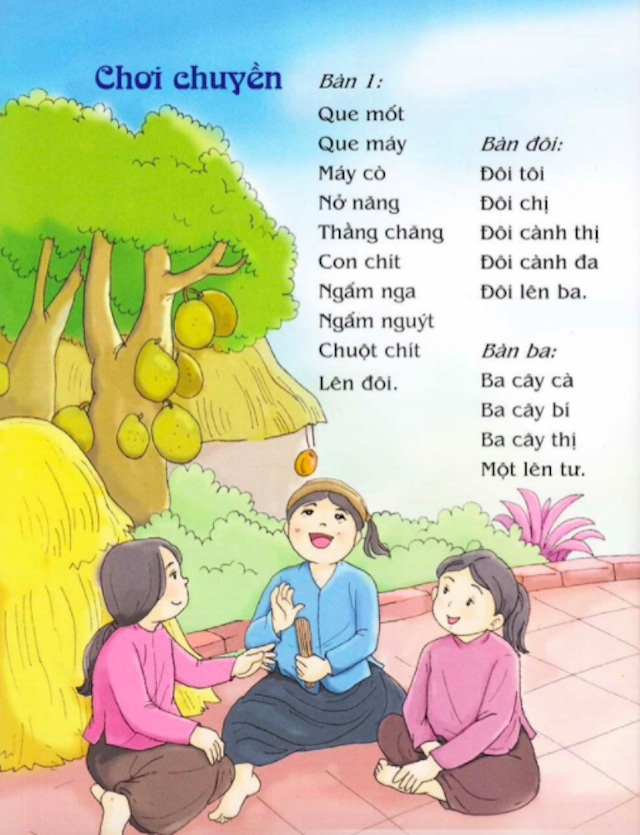 Chơi chuyền
Bàn 1:
Que mốt
Que máy
Máy cò
Nở nâng
Thẳng chăng
Con chít
Ngấm nga
Ngấm nguýt
Chuột chít
Lên đôi.
Bàn đôi:
Đôi tôi
Đôi chị
Đôi cành thị
Đôi cành đa
Đôi lên ba.
Bàn ba:
Ba cây cà
Ba cây bí
Ba cây thị
Một lên tư.